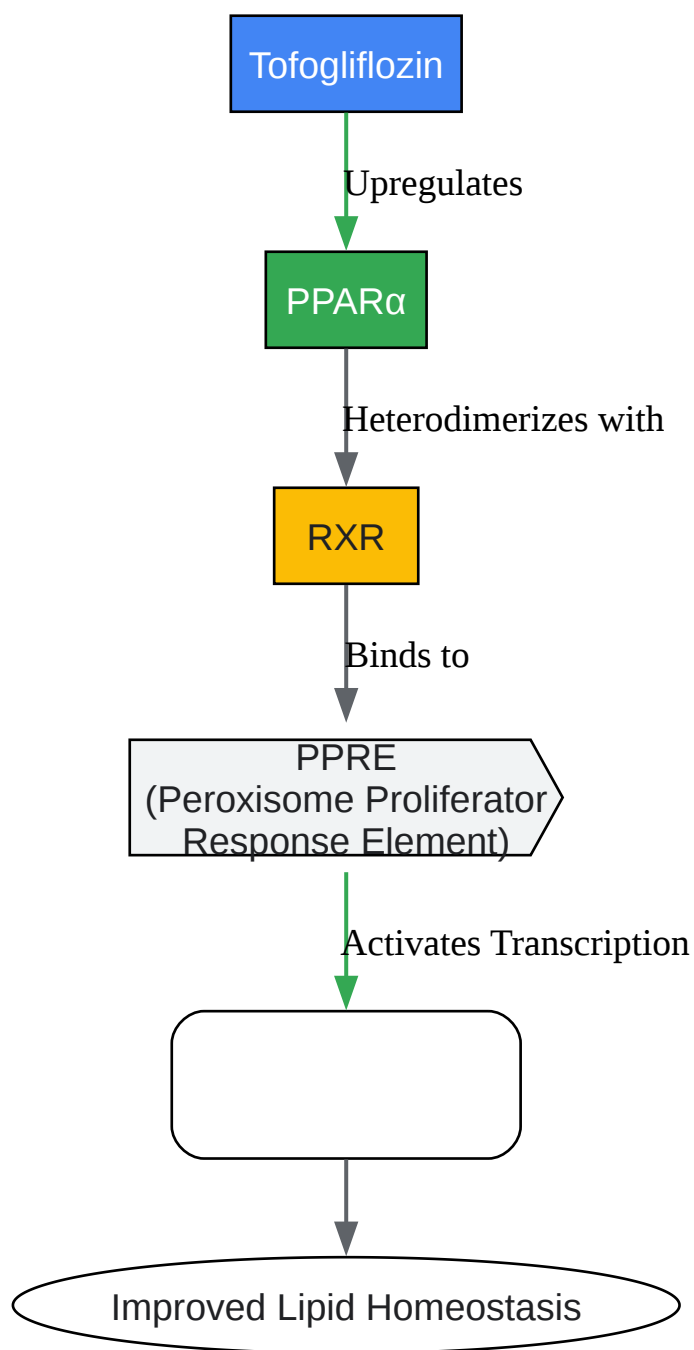 Tofogliflozin
Upregulates
PPARα
Heterodimerizes with
RXR
Binds to
PPRE
(Peroxisome Proliferator
Response Element)
Activates Transcription
Improved Lipid Homeostasis